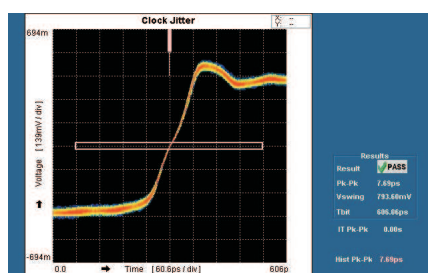 Clock Jitter
X: --
Y: --
694m
Voltage [139mV / div]
-694m
0.0
Time [60.6ps / div]
606p
Results
Result PASS
Pk-Pk 7.69ps
Vswing 793.60mV
Tbit 606.06ps
IT Pk-Pk 0.00s
Hist Pk-Pk 7.69ps